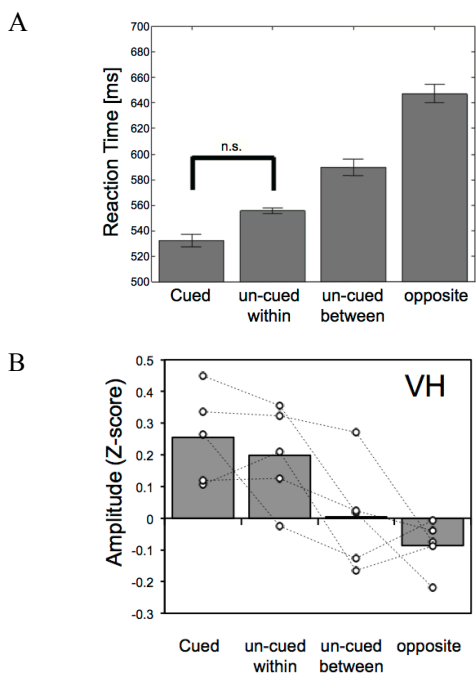 A
Reaction Time [ms]
700
680
660
640
620
600
580
560
540
520
500
n.s.
Cued
un-cued
within
un-cued
between
opposite
B
Amplitude (Z-score)
0.5
0.4
0.3
0.2
0.1
0
-0.1
-0.2
-0.3
VH
Cued
un-cued
within
un-cued
between
opposite